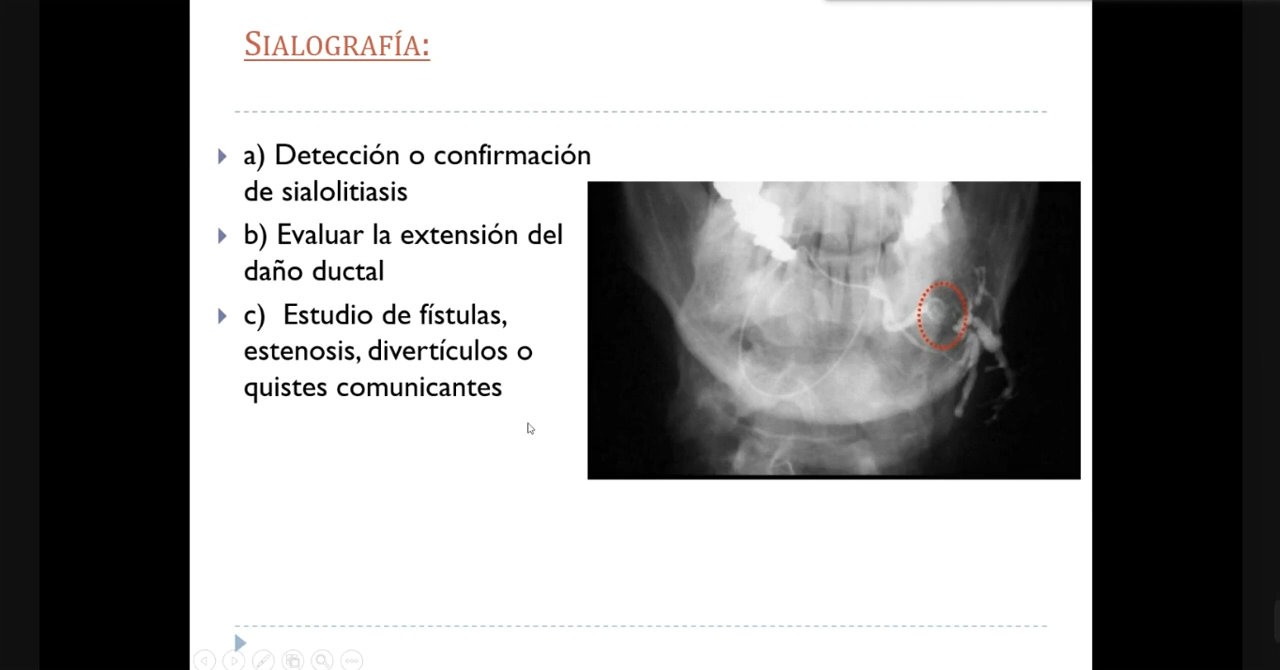 SIALOGRAFÍA:
a) Detección o confirmación
de sialolitiasis
b) Evaluar la extensión del
daño ductal
c) Estudio de fístulas,
estenosis, divertículos o
quistes comunicantes